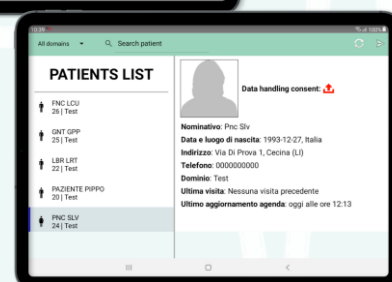 10:39
100%
All domains
Search patient
PATIENTS LIST
FNC LCU
26 | Test
GNT GPP
25 | Test
LBR LRT
22 | Test
PAZIENTE PIPPO
20 | Test
PNC SLV
24 | Test
Data handling consent:
Nominativo: Pnc Slv
Data e luogo di nascita: 1993-12-27, Italia
Indirizzo: Via Di Prova 1, Cecina (LI)
Telefono: 0000000000
Dominio: Test
Ultima visita: Nessuna visita precedente
Ultimo aggiornamento agenda: oggi alle ore 12:13